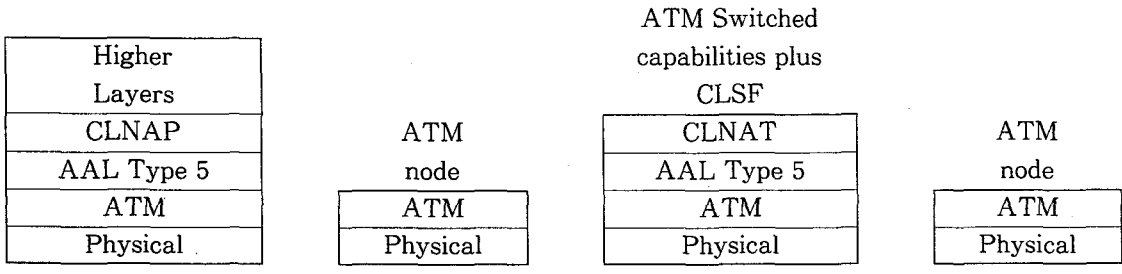 Higher
Layers
CLNAP
AAL Type 5
ATM
Physical
ATM
node
ATM
Physical
ATM Switched
capabilities plus
CLSF
CLNAT
AAL Type 5
ATM
Physical
ATM
node
ATM
Physical